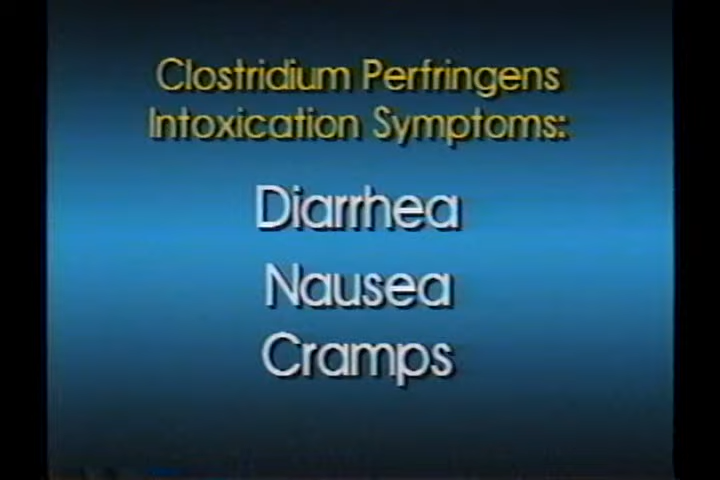 Clostridium Perfringens
Intoxication Symptoms:
Diarrhea
Nausea
Cramps